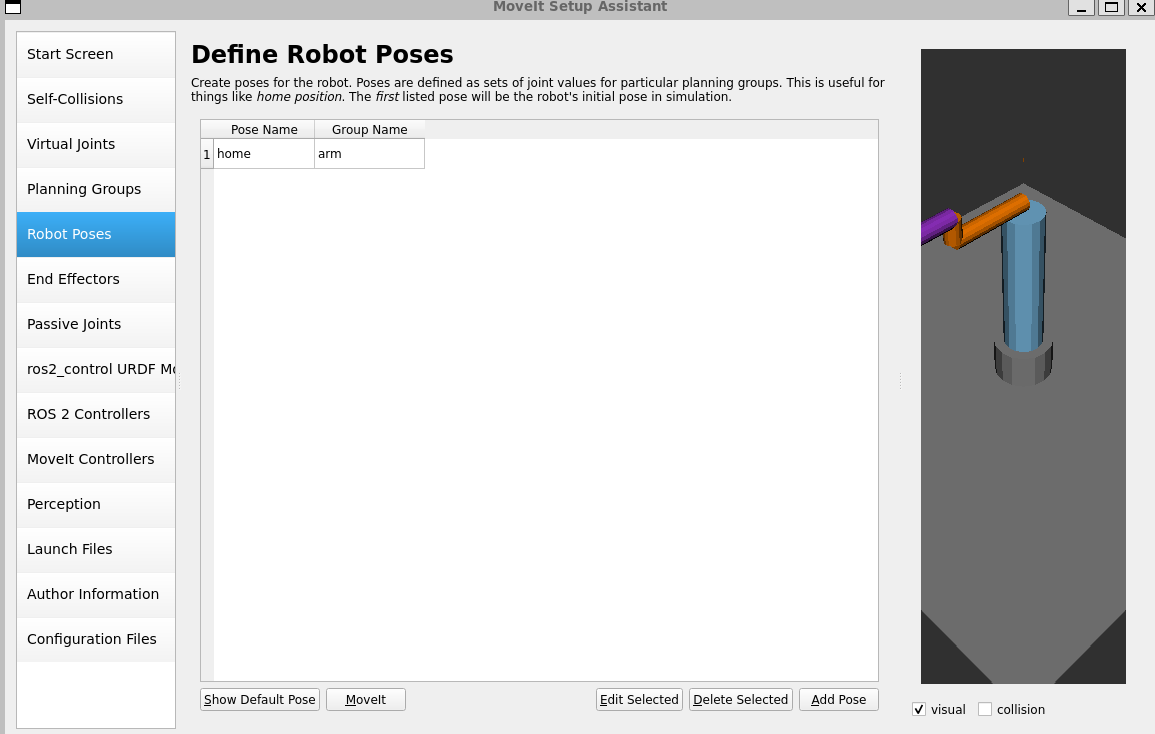 MoveIt Setup Assistant
Start Screen
Self-Collisions
Virtual Joints
Planning Groups
Robot Poses
End Effectors
Passive Joints
ros2_control URDF Mo
ROS 2 Controllers
MoveIt Controllers
Perception
Launch Files
Author Information
Configuration Files
Define Robot Poses
Create poses for the robot. Poses are defined as sets of joint values for particular planning groups. This is useful for
things like home position. The first listed pose will be the robot's initial pose in simulation.
Pose Name Group Name
1 home arm
Show Default Pose MoveIt Edit Selected Delete Selected Add Pose
visual collision